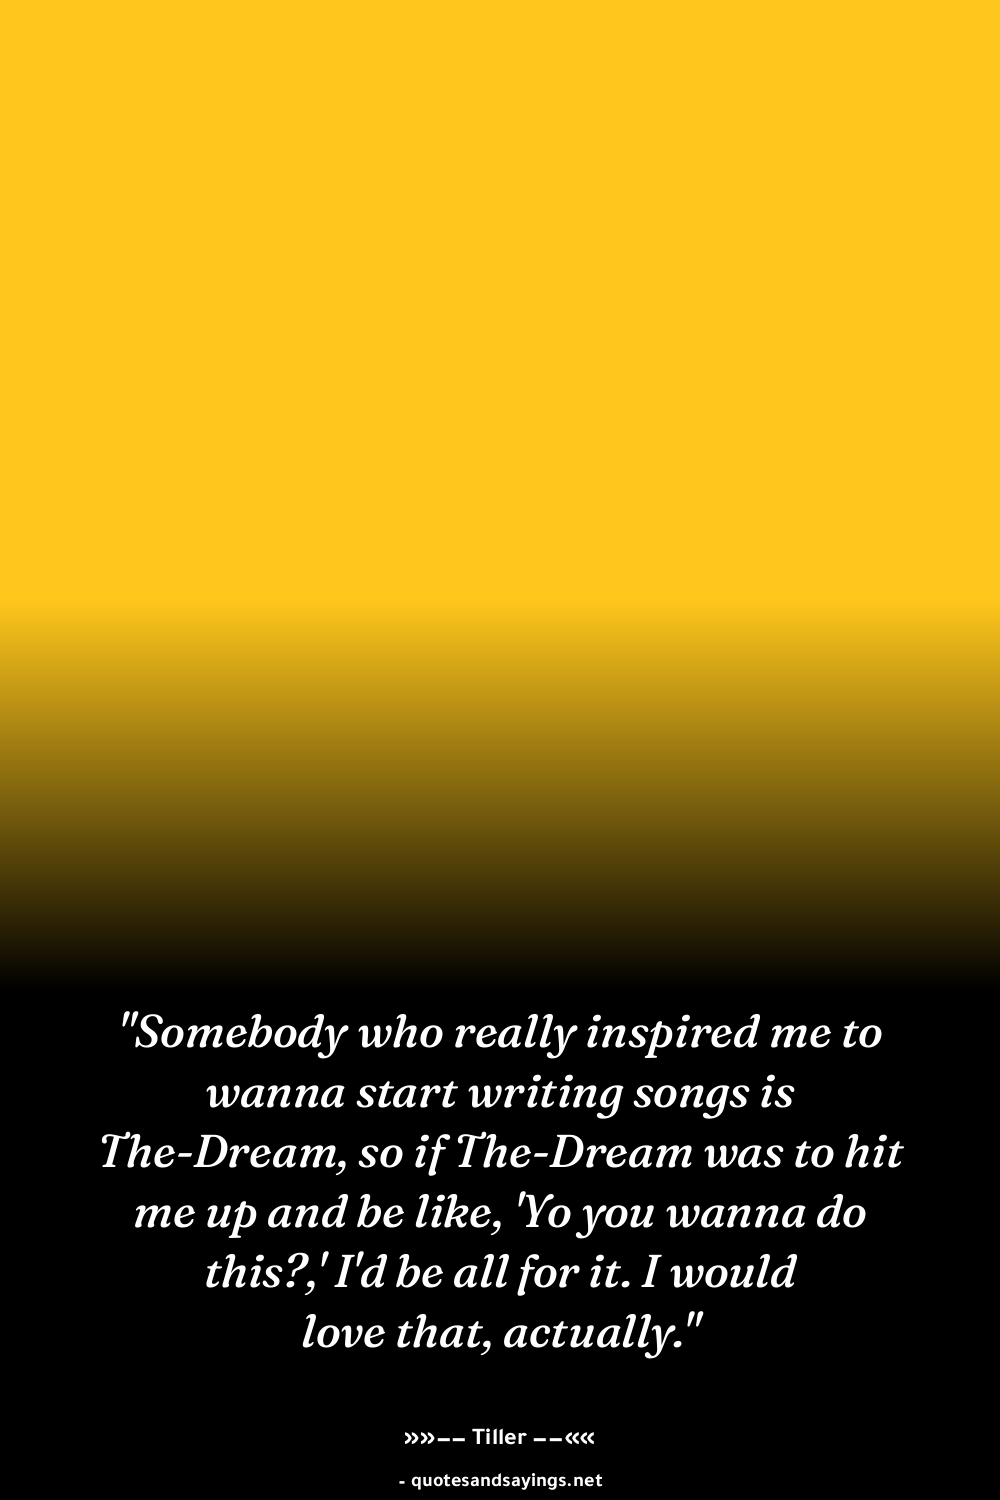 "Somebody who really inspired me to
wanna start writing songs is
The-Dream, so if The-Dream was to hit
me up and be like, 'Yo you wanna do
this?,' I'd be all for it. I would
love that, actually."
»»−− Tiller −−««
- quotesandsayings.net